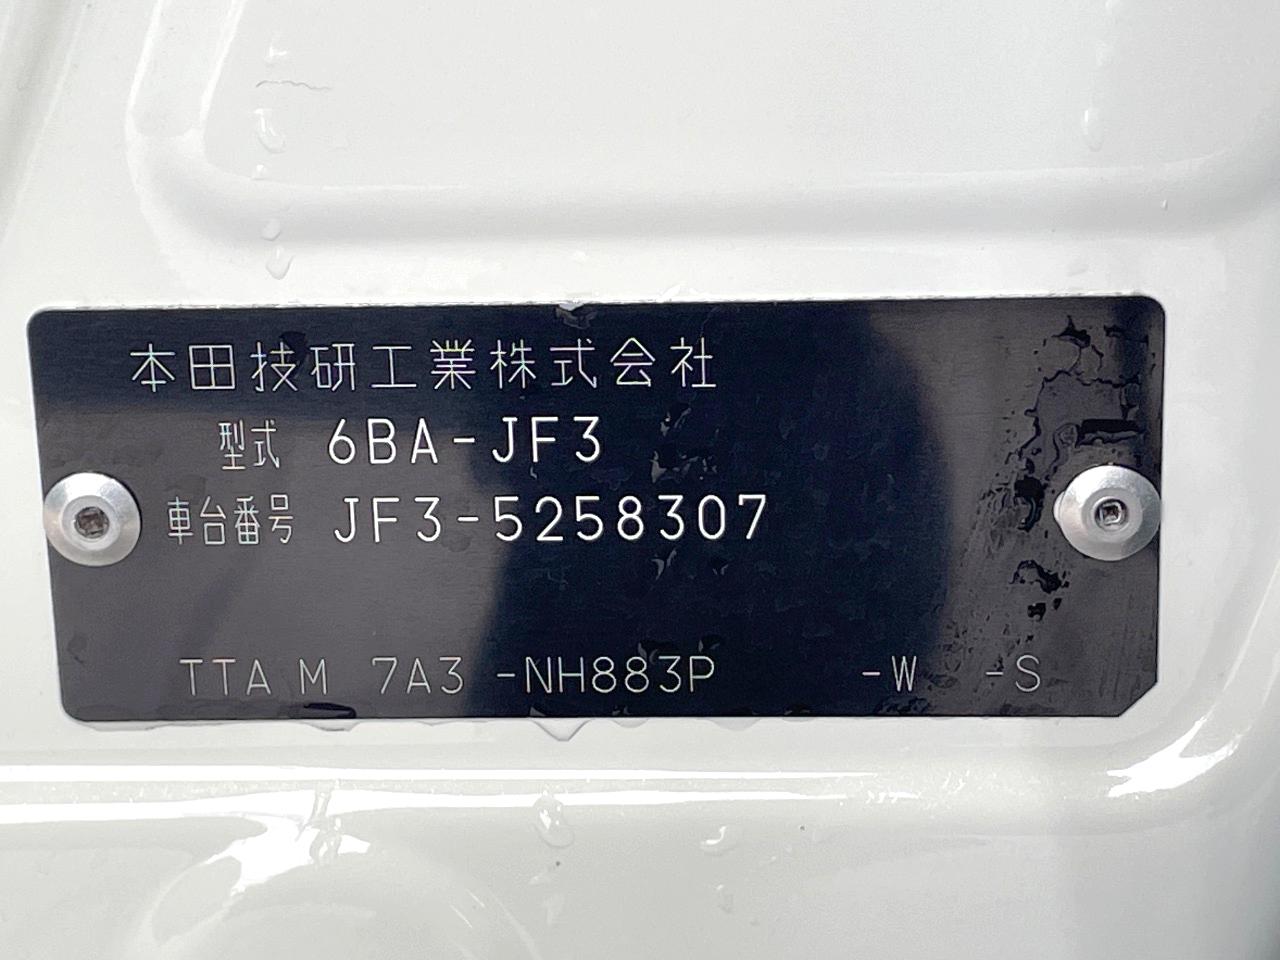 本田技研工業株式会社
型式 6BA-JF3
車台番号 JF3-5258307
TTA M 7A3 -NH883P -W -S